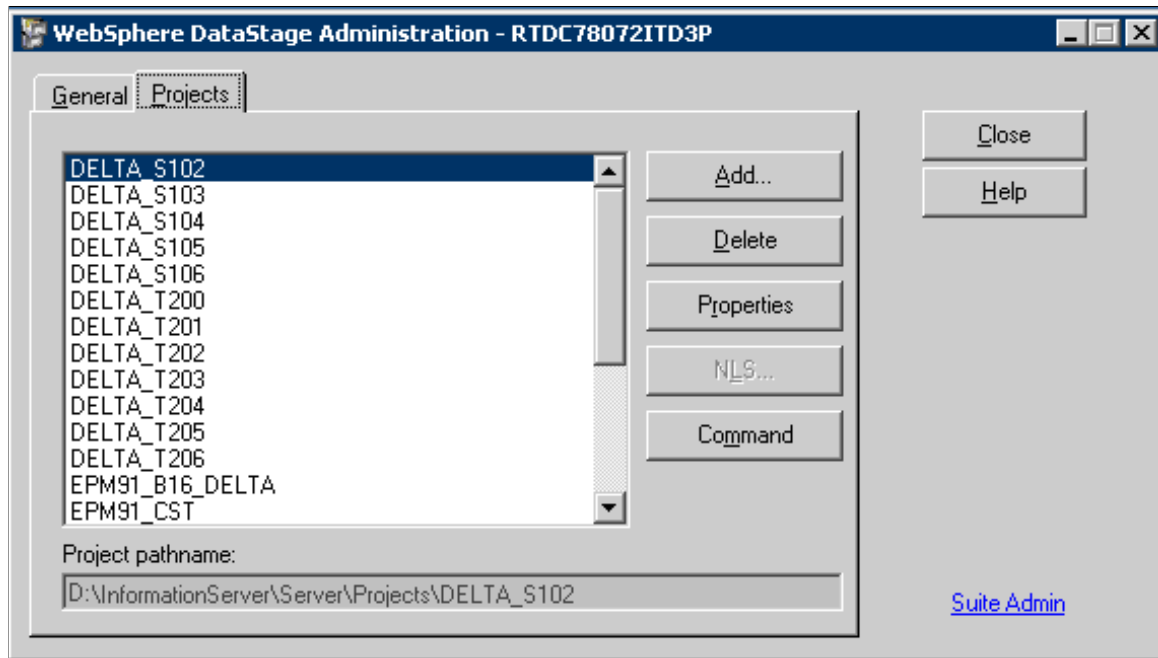 WebSphere DataStage Administration - RTDC78072ITD3P
General
Projects
DELTA_S102
DELTA_S103
DELTA_S104
DELTA_S105
DELTA_S106
DELTA_T200
DELTA_T201
DELTA_T202
DELTA_T203
DELTA_T204
DELTA_T205
DELTA_T206
EPM91_B16_DELTA
EPM91_CST
Add...
Delete
Properties
NLS...
Command
Close
Help
Project pathname:
D:\InformationServer\Server\Projects\DELTA_S102
Suite Admin